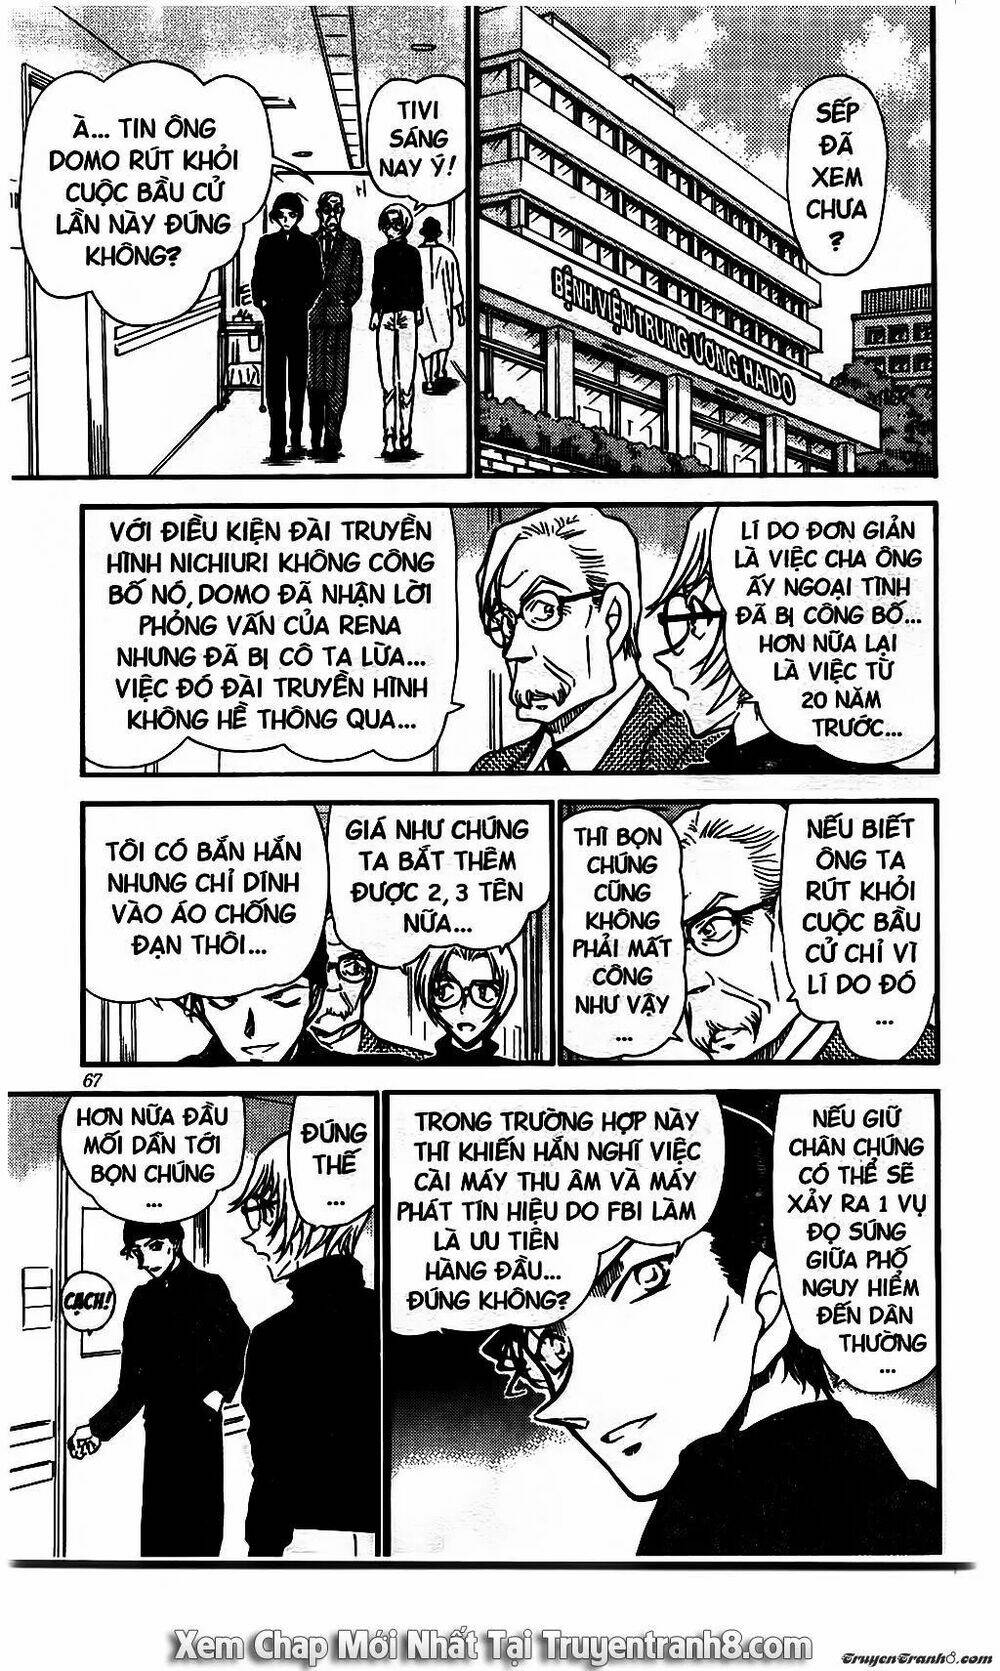 SẾP
ĐÃ
XEM
CHƯA
?
BỆNH VIỆN TRUNG ƯƠNG HAIDO
TIVI
SÁNG
NAY Ý!
À... TIN ÔNG
DOMO RÚT KHỎI
CUỘC BẦU CỬ
LẦN NÀY ĐÚNG
KHÔNG?
LÍ DO ĐƠN GIẢN
LÀ VIỆC CHA ÔNG
ẤY NGOẠI TÌNH
ĐÃ BỊ CÔNG BỐ...
HƠN NỮA LẠI
LÀ VIỆC TỪ
20 NĂM
TRƯỚC...
VỚI ĐIỀU KIỆN ĐÀI TRUYỀN
HÌNH NICHIURI KHÔNG CÔNG
BỐ NÓ, DOMO ĐÃ NHẬN LỜI
PHỎNG VẤN CỦA RENA
NHƯNG ĐÃ BỊ CÔ TA LỪA...
VIỆC ĐÓ ĐÀI TRUYỀN HÌNH
KHÔNG HỀ THÔNG QUA...
NẾU BIẾT
ÔNG TA
RÚT KHỎI
CUỘC BẦU
CỬ CHỈ VÌ
LÍ DO ĐÓ
...
THÌ BỌN
CHÚNG
CŨNG
KHÔNG
PHẢI MẤT
CÔNG
NHƯ VẬY
...
GIÁ NHƯ CHÚNG
TA BẮT THÊM
ĐƯỢC 2, 3 TÊN
NỮA...
TÔI CÓ BẮN HẮN
NHƯNG CHỈ DÍNH
VÀO ÁO CHỐNG
ĐẠN THÔI...
67
NẾU GIỮ
CHÂN CHÚNG
CÓ THỂ SẼ
XẢY RA 1 VỤ
ĐỌ SÚNG
GIỮA PHỐ
NGUY HIỂM
ĐẾN DÂN
THƯỜNG
...
TRONG TRƯỜNG HỢP NÀY
THÌ KHIẾN HẮN NGHĨ VIỆC
CÀI MÁY THU ÂM VÀ MÁY
PHÁT TÍN HIỆU DO FBI LÀM
LÀ ƯU TIÊN
HÀNG ĐẦU...
ĐÚNG KHÔNG?
ĐÚNG
THẾ
...
HƠN NỮA ĐẦU
MỐI DẪN TỚI
BỌN CHÚNG
...
CẠCH!
Xem Chap Mới Nhất Tại Truyentranh8.com
TruyenTranh8.com